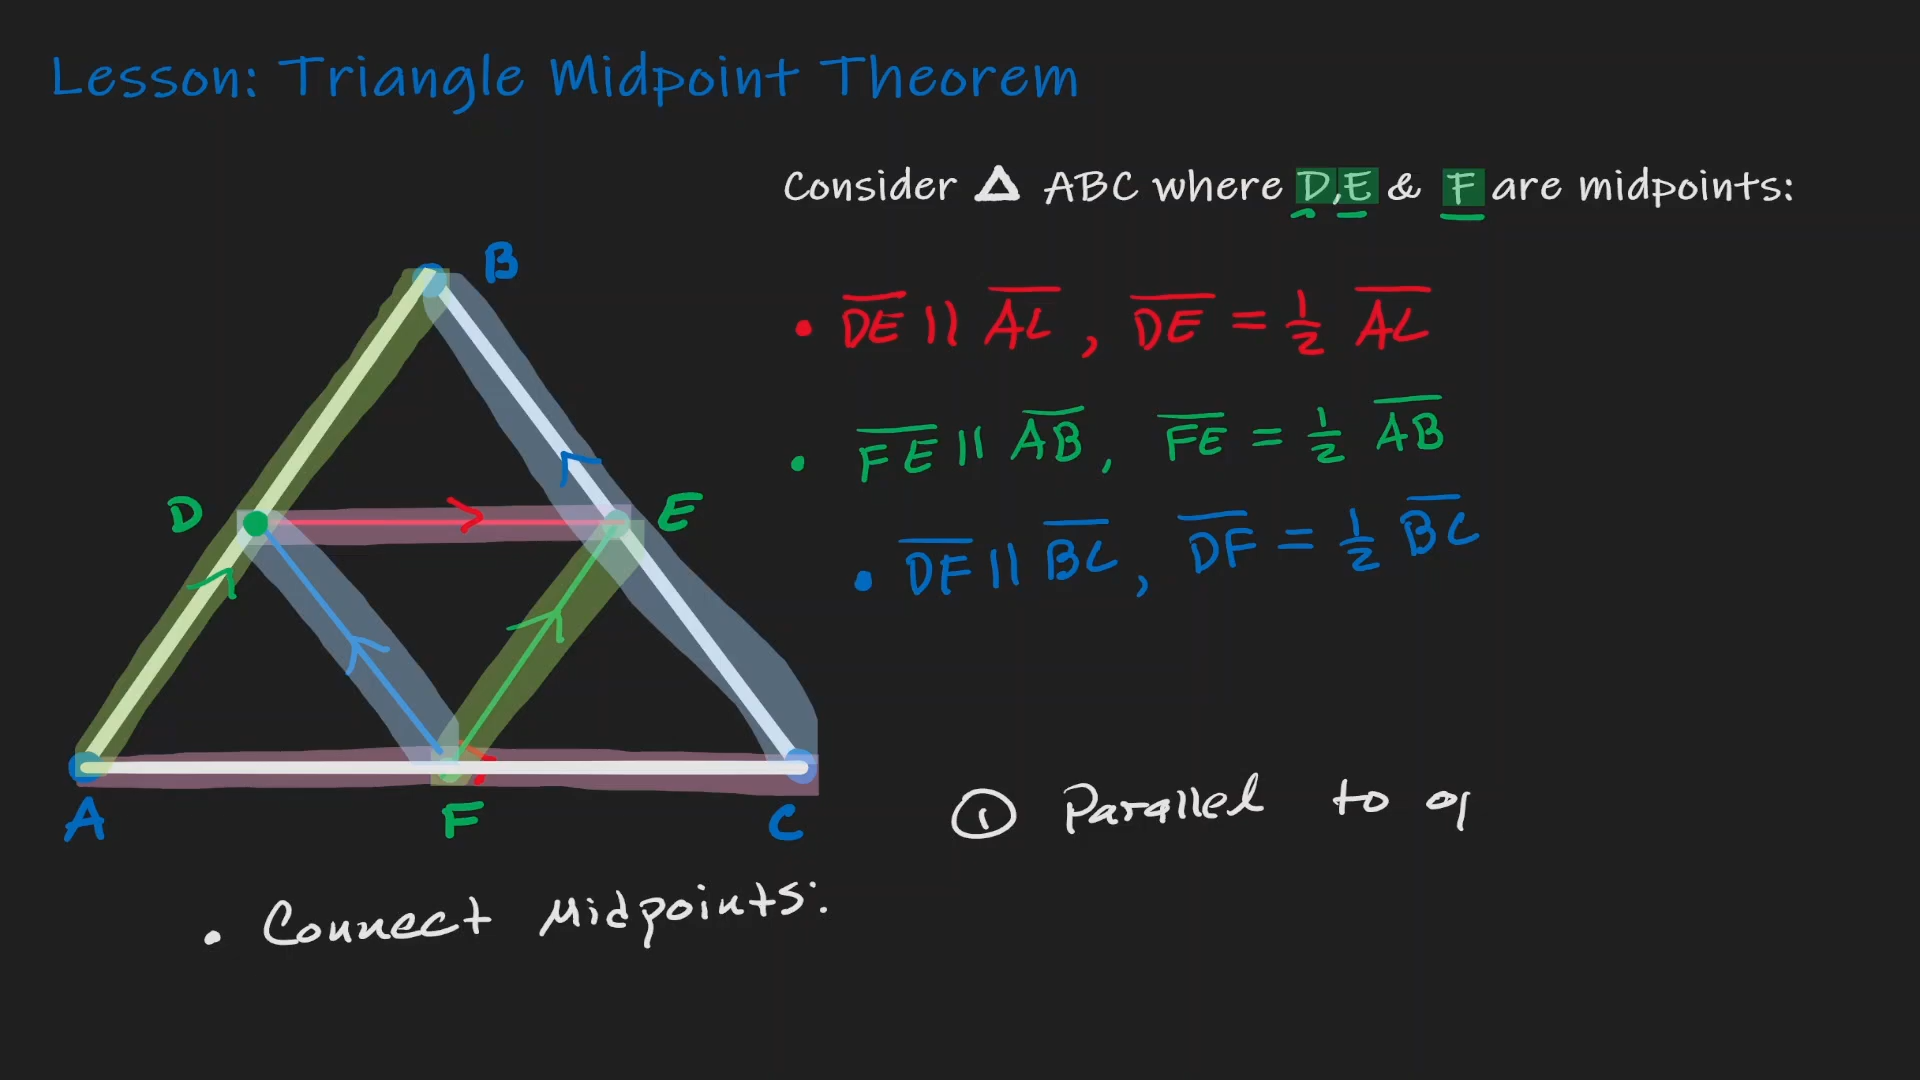 Lesson: Triangle Midpoint Theorem
Consider △ ABC where D,E & F are midpoints:
B
• DE || AC, DE = 1/2 AC
• FE || AB, FE = 1/2 AB
D
E
• DF || BC, DF = 1/2 BC
① Parallel to op
A
F
C
• Connect Midpoints: